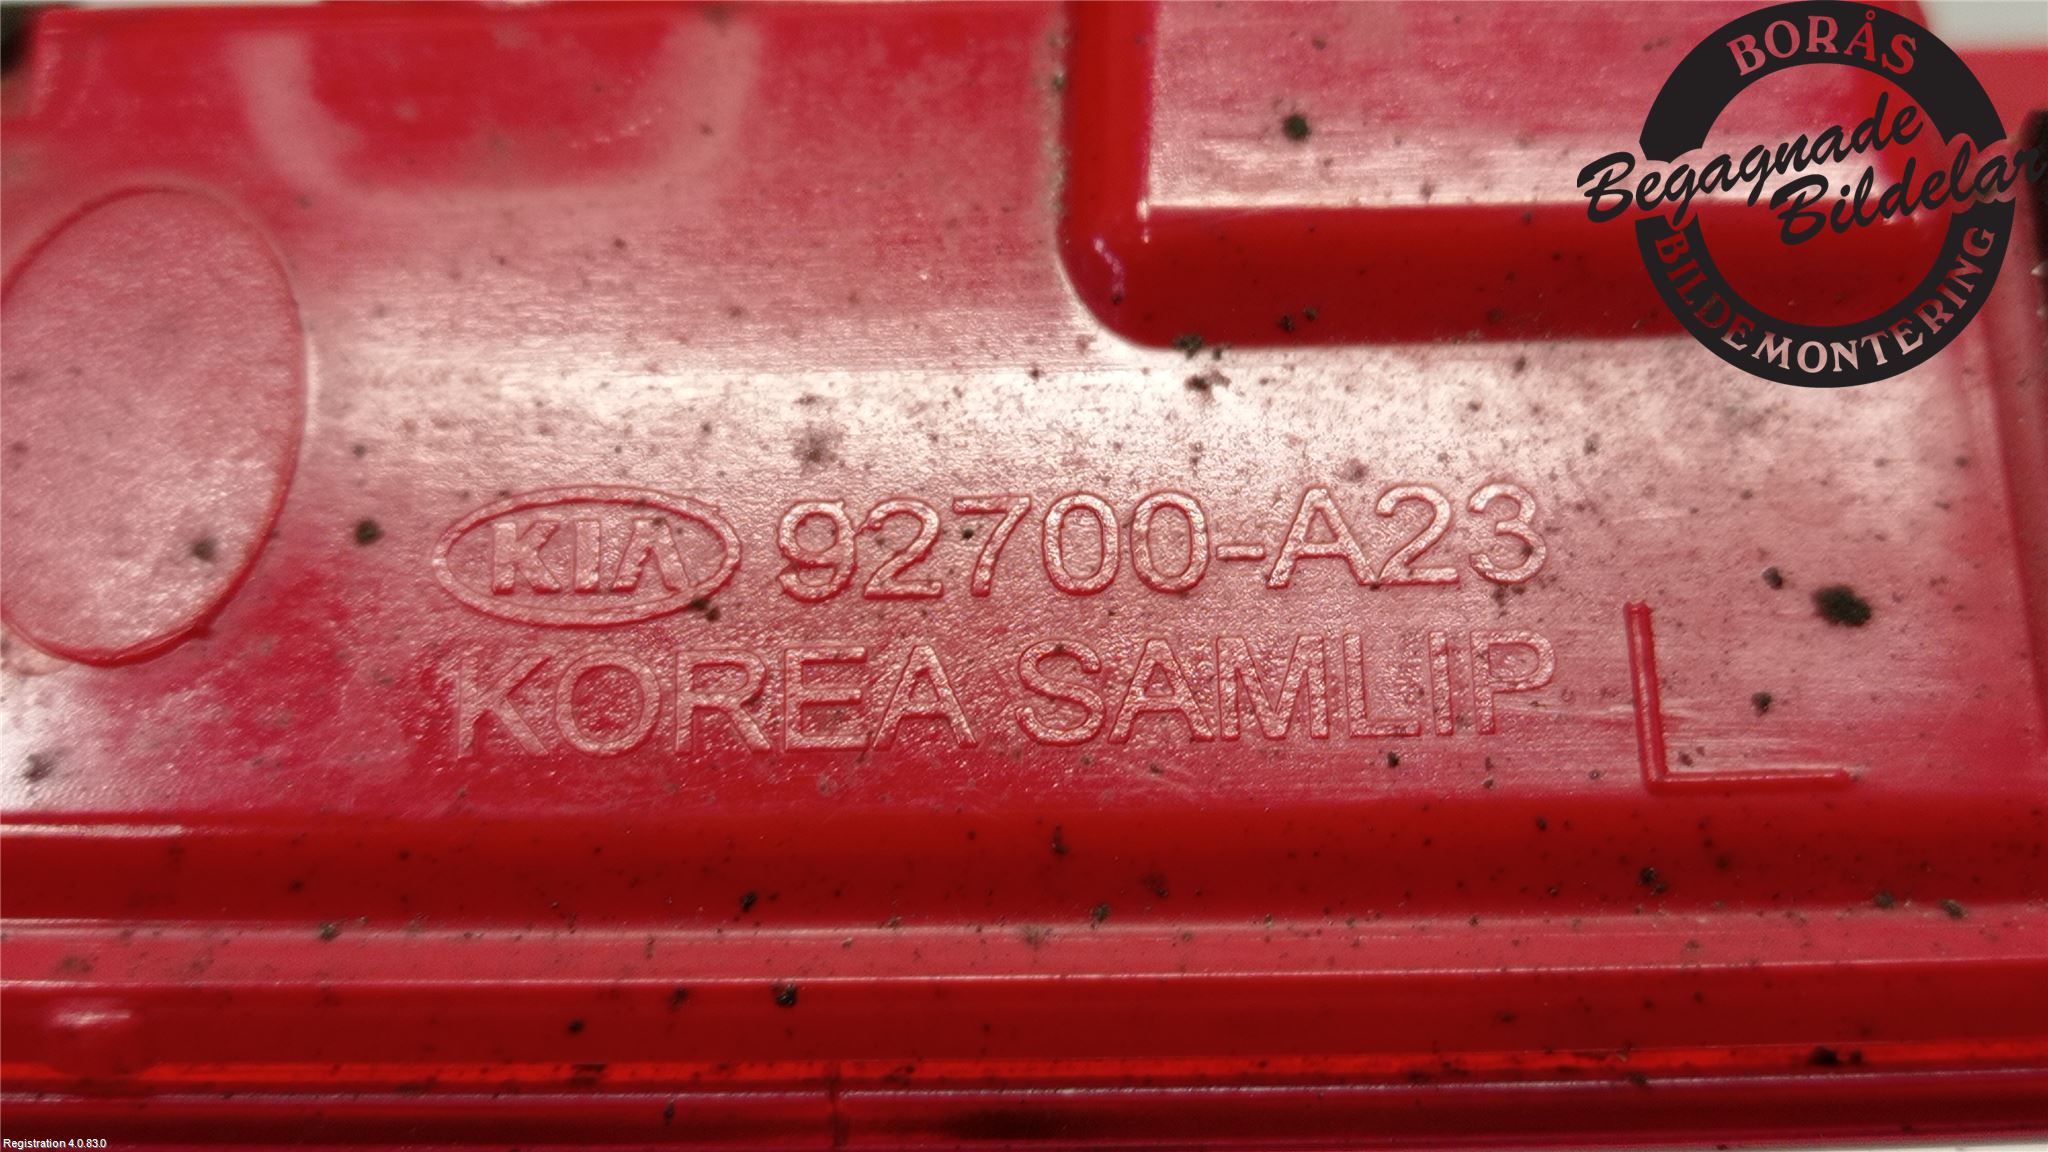 BORÅS
Begagnade
Bildelar
BILDEMONTERING
KIA 92700-A23
KOREA SAMLIP
L
Registration 4.0.83.0